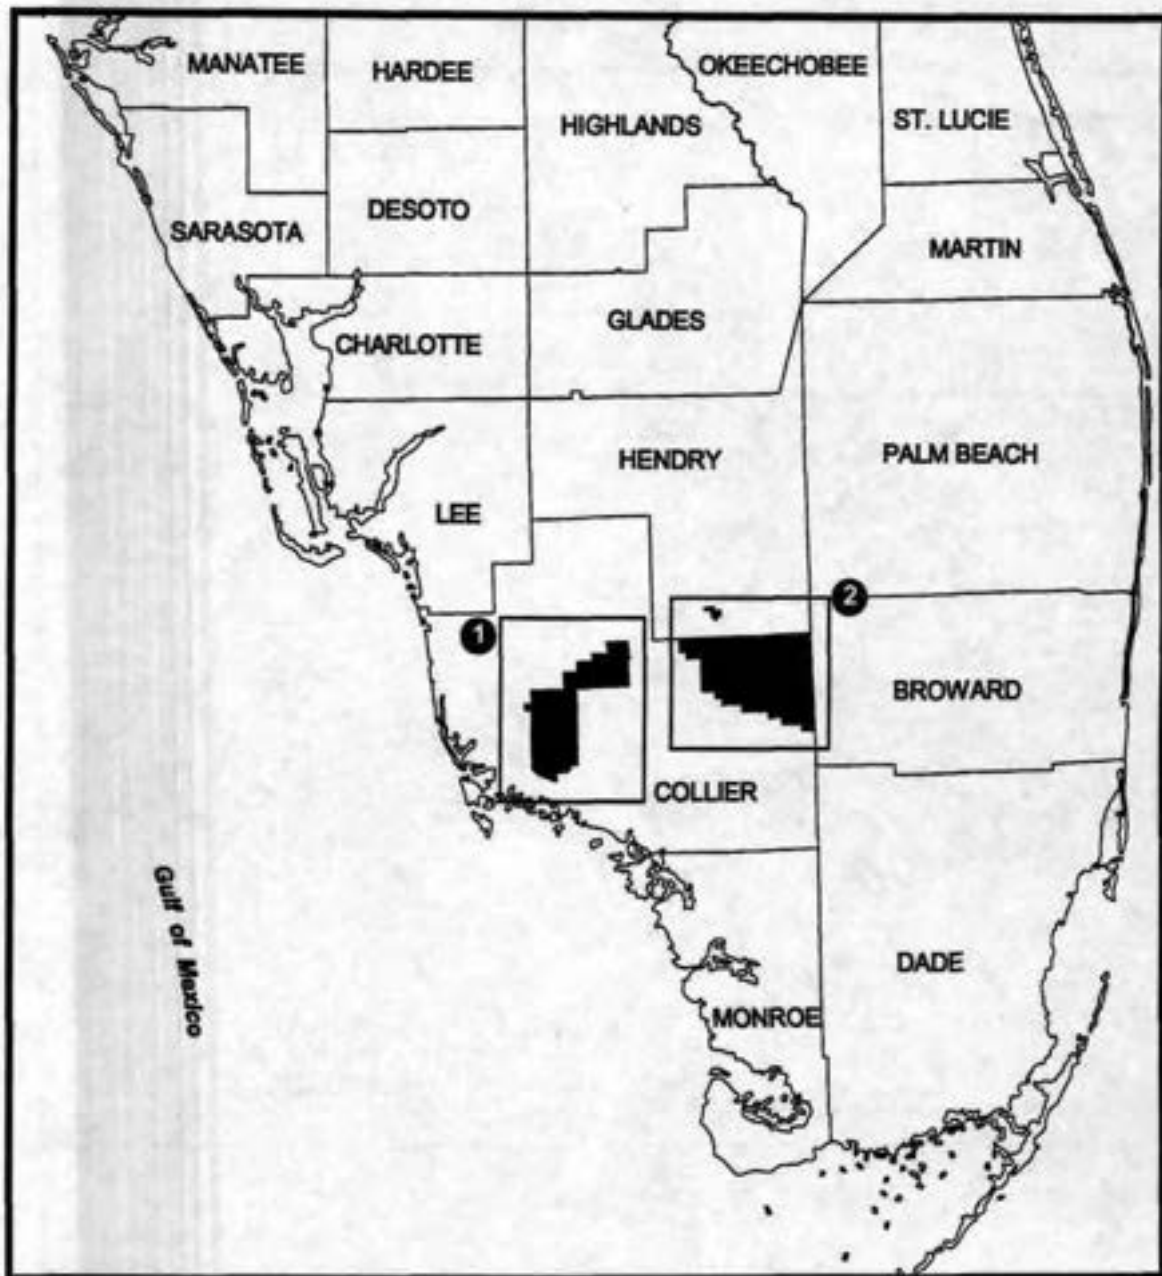 MANATEE
HARDEE
OKEECHOBEE
HIGHLANDS
ST. LUCIE
DESOTO
SARASOTA
MARTIN
GLADES
CHARLOTTE
HENDRY
PALM BEACH
LEE
2
1
BROWARD
COLLIER
Gulf of Mexico
DADE
MONROE